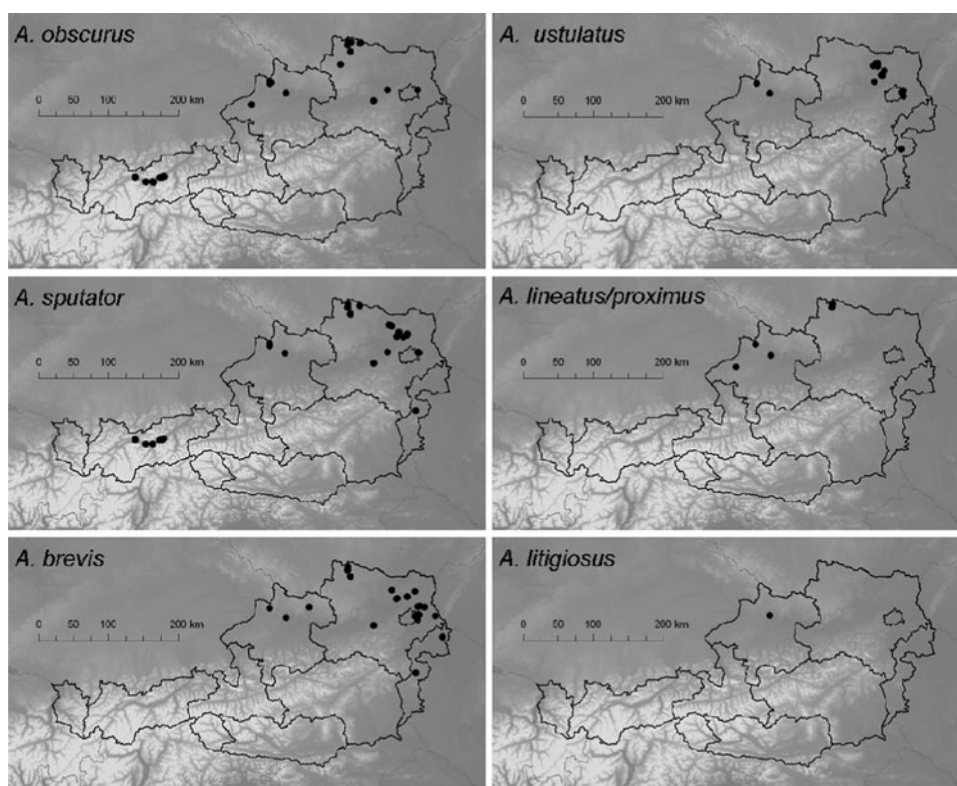 A. obscurus
0 50 100 200 km
A. ustulatus
0 50 100 200 km
A. sputator
0 50 100 200 km
A. lineatus/proximus
0 50 100 200 km
A. brevis
0 50 100 200 km
A. litigiosus
0 50 100 200 km